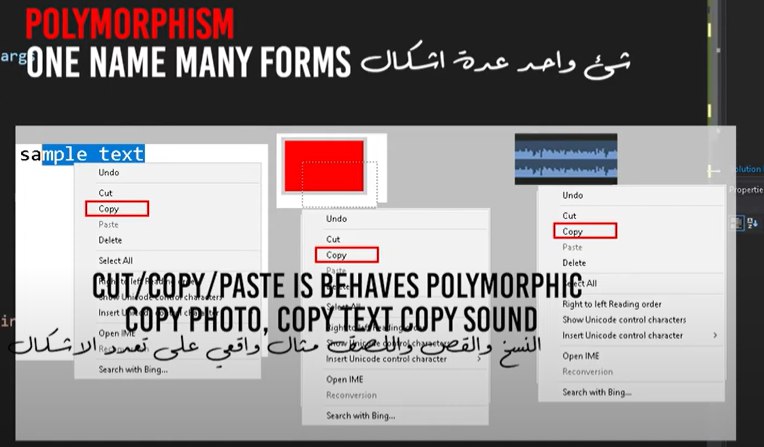 POLYMORPHISM
args
ONE NAME MANY FORMS شئ واحد عدة اشكال
sample text
Undo
Cut
Copy
Paste
Delete
Select All
Right to left Reading order
Show Unicode control characters
Insert Unicode control character
Open IME
Reconversion
Search with Bing...
Undo
Cut
Copy
Paste
Delete
Select All
Right to left Reading order
Show Unicode control characters
Insert Unicode control character
Open IME
Reconversion
Search with Bing...
Undo
Cut
Copy
Paste
Delete
Select All
Right to left Reading order
Show Unicode control characters
Insert Unicode control character
Open IME
Reconversion
Search with Bing...
CUT/COPY/PASTE IS BEHAVES POLYMORPHIC
COPY PHOTO, COPY TEXT COPY SOUND
النسخ والقص واللصق مثال واقعي على تعدد الاشكال
Solution
Propertie
in